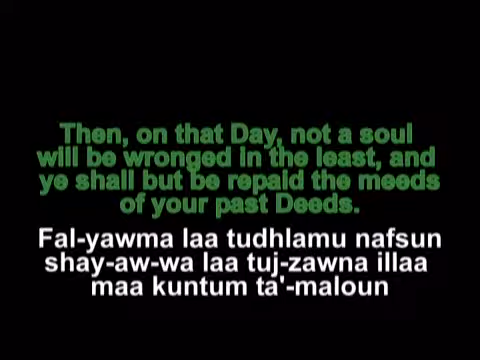 Then, on that Day, not a soul
will be wronged in the least, and
ye shall but be repaid the meeds
of your past Deeds.
Fal-yawma laa tudhlamu nafsun
shay-aw-wa laa tuj-zawna illaa
maa kuntum ta'-maloun